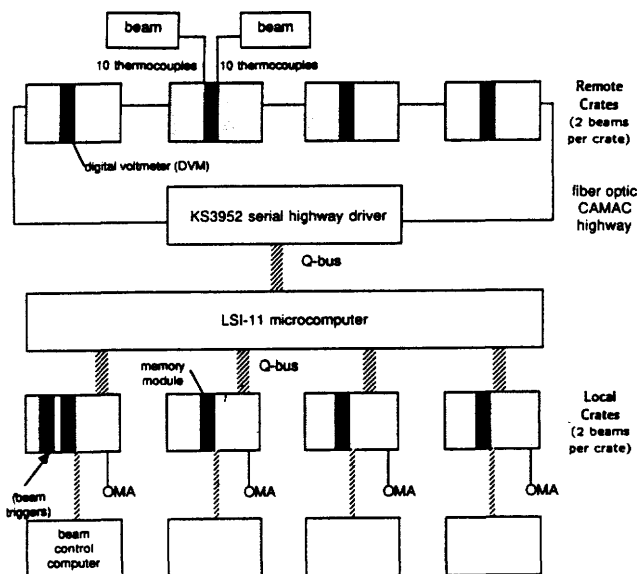 beam
beam
10 thermocouples
10 thermocouples
Remote
Crates
(2 beams
per crate)
digital voltmeter (DVM)
fiber optic
CAMAC
highway
KS3952 serial highway driver
Q-bus
LSI-11 microcomputer
memory
module
Q-bus
Local
Crates
(2 beams
per crate)
(beam
triggers)
OMA
OMA
OMA
OMA
beam
control
computer